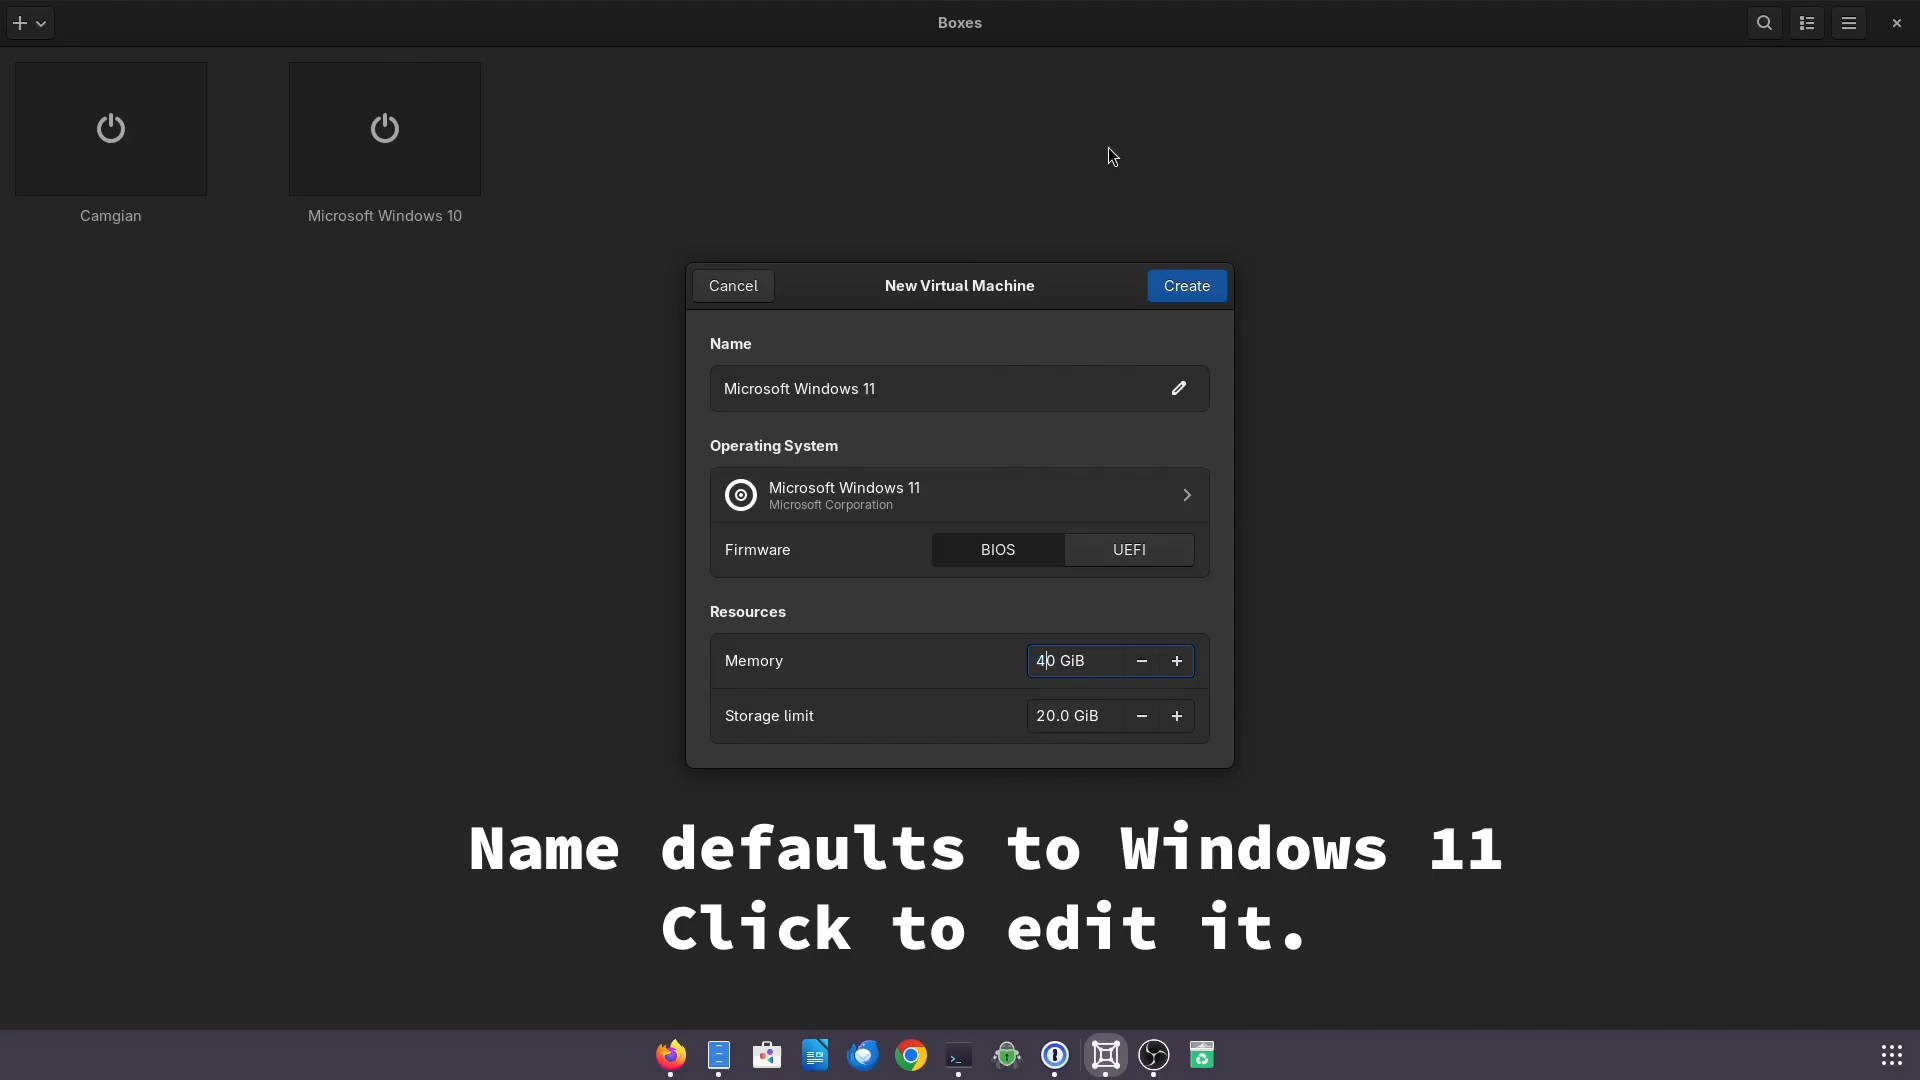 Boxes
Camgian
Microsoft Windows 10
Cancel
New Virtual Machine
Create
Name
Microsoft Windows 11
Operating System
Microsoft Windows 11
Microsoft Corporation
Firmware
BIOS
UEFI
Resources
Memory
40 GiB
Storage limit
20.0 GiB
Name defaults to Windows 11
Click to edit it.